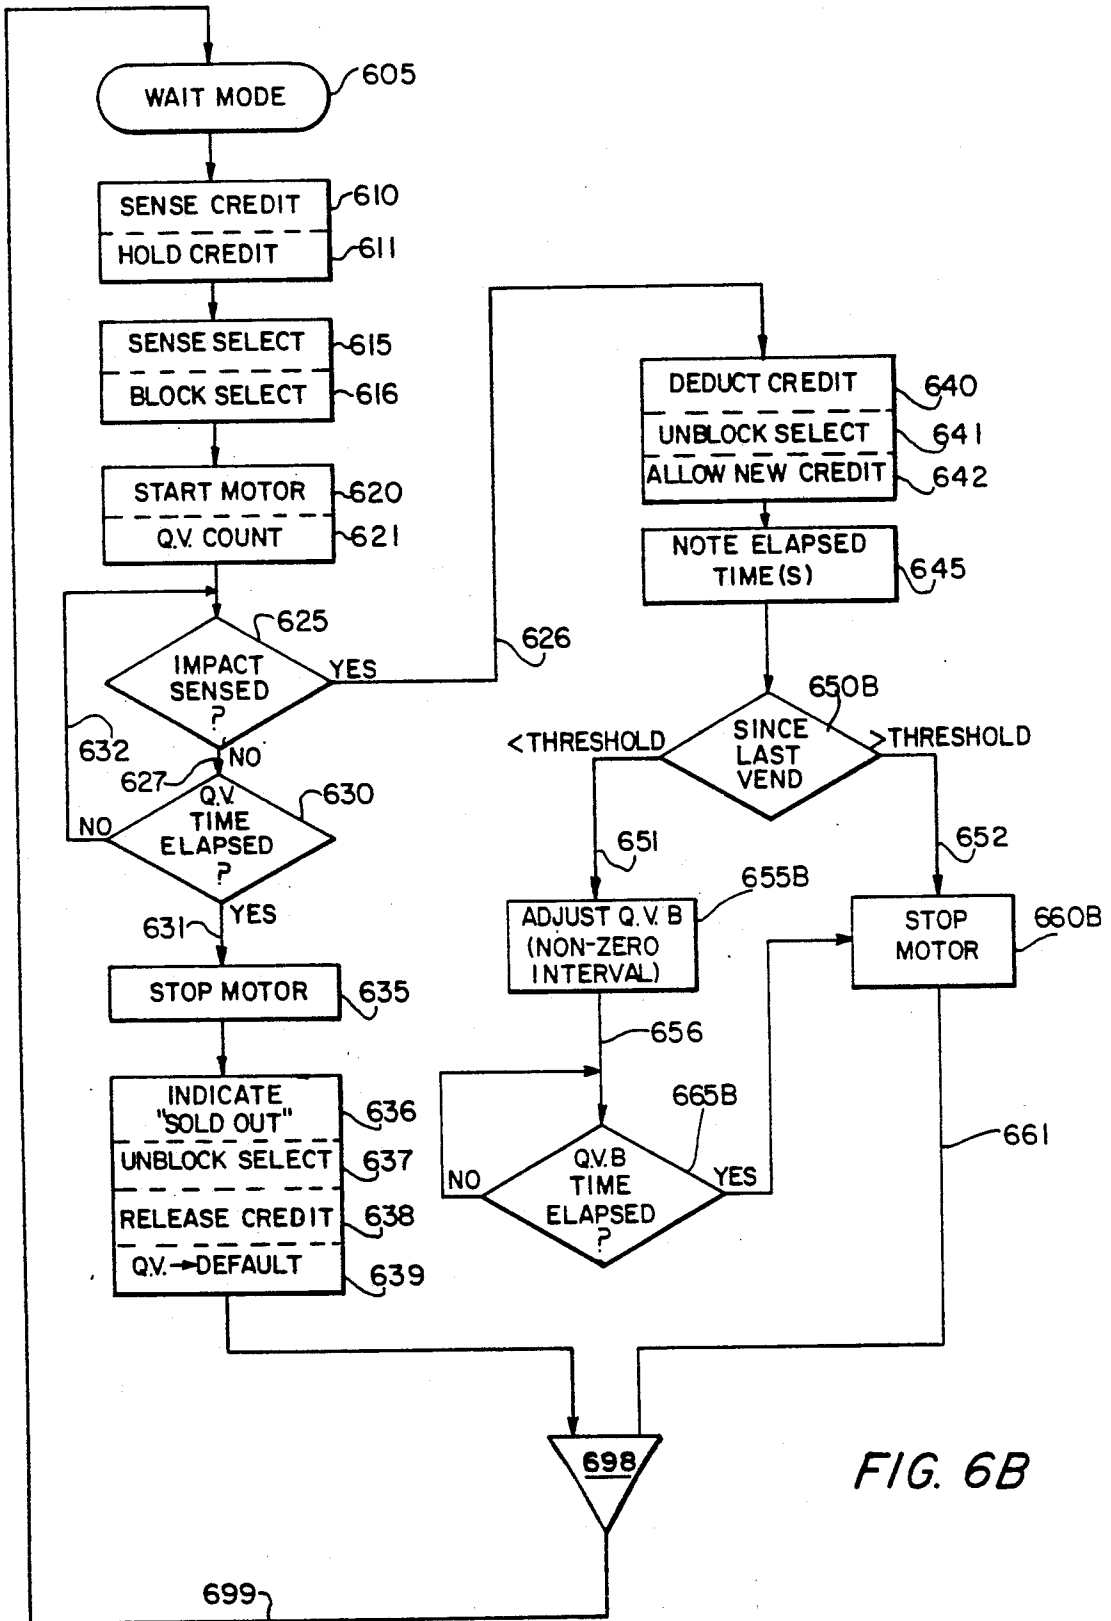 WAIT MODE
605
SENSE CREDIT
610
HOLD CREDIT
611
SENSE SELECT
615
BLOCK SELECT
616
START MOTOR
620
Q.V. COUNT
621
625
IMPACT
SENSED
?
YES
626
632
627
NO
630
Q.V.
TIME
ELAPSED
?
NO
YES
631
STOP MOTOR
635
INDICATE
"SOLD OUT"
636
UNBLOCK SELECT
637
RELEASE CREDIT
638
Q.V.→DEFAULT
639
DEDUCT CREDIT
640
UNBLOCK SELECT
641
ALLOW NEW CREDIT
642
NOTE ELAPSED
TIME(S)
645
650B
SINCE
LAST
VEND
<THRESHOLD
>THRESHOLD
651
652
655B
ADJUST Q.V. B
(NON-ZERO
INTERVAL)
STOP
MOTOR
660B
656
665B
Q.V.B
TIME
ELAPSED
?
NO
YES
661
698
FIG. 6B
699